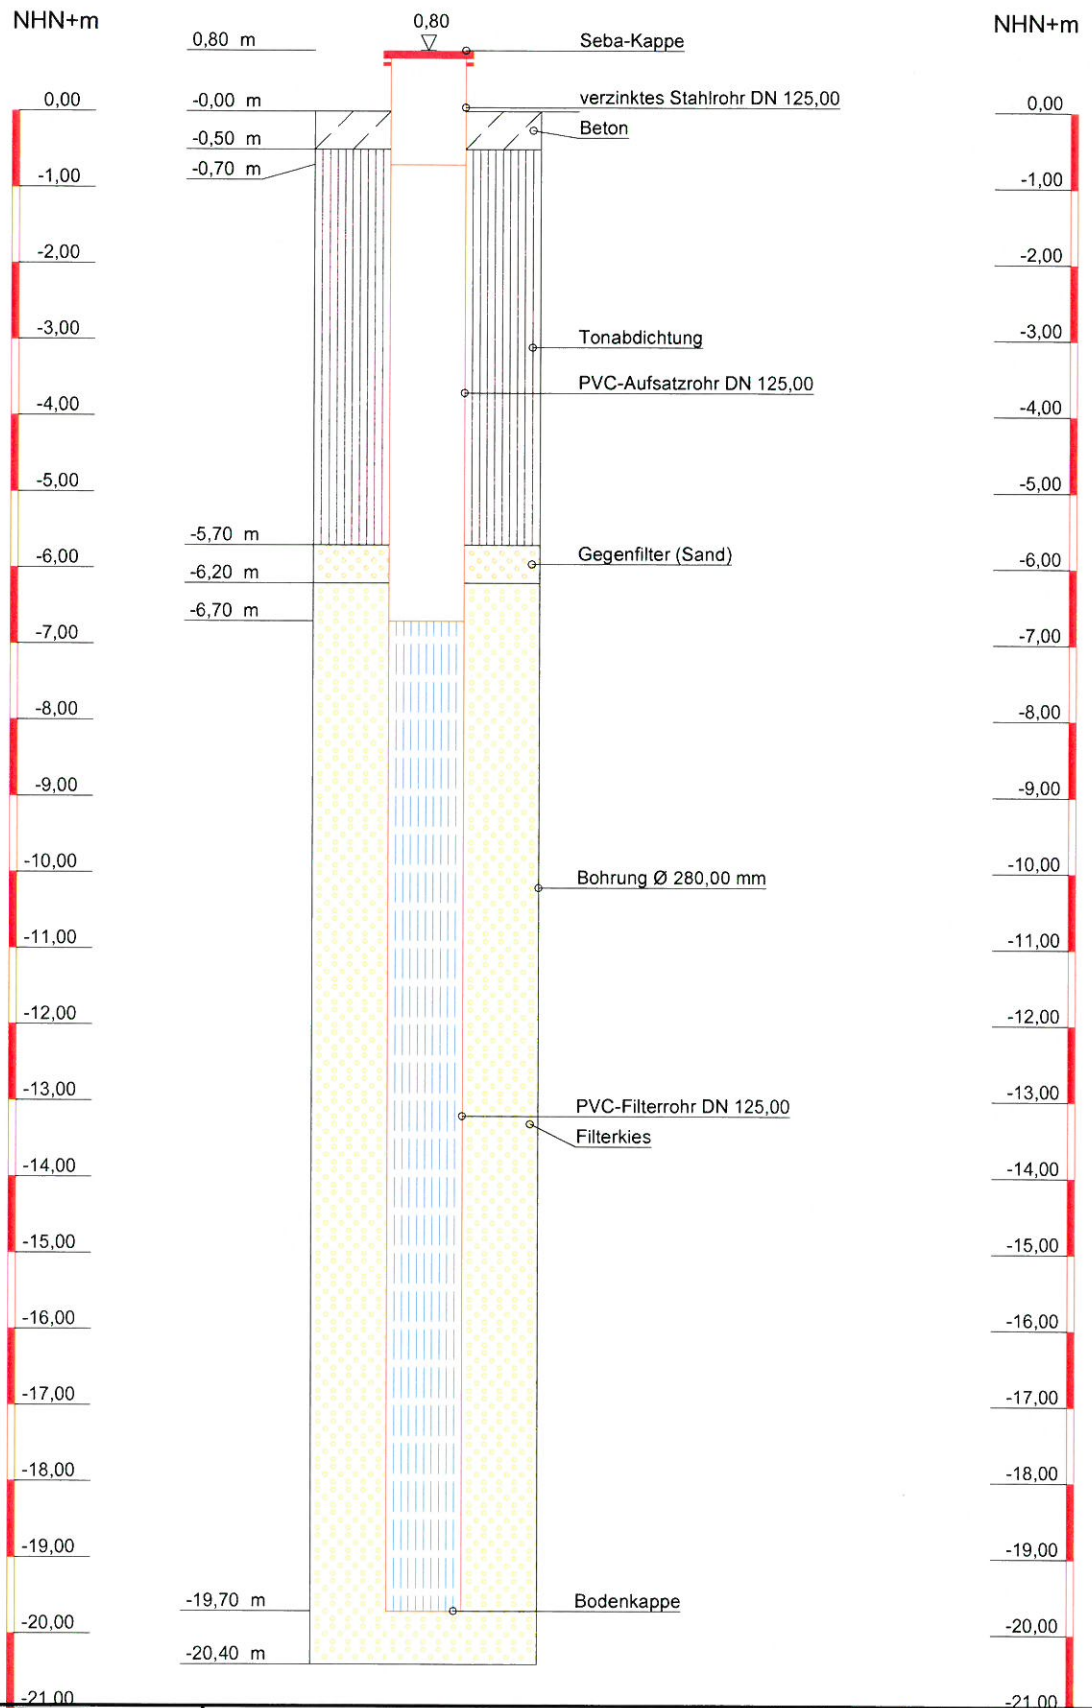 NHN+m
0,80
NHN+m
0,80 m
Seba-Kappe
0,00
-0,00 m
verzinktes Stahlrohr DN 125,00
0,00
-0,50 m
Beton
-0,70 m
-1,00
-1,00
-2,00
-2,00
-3,00
Tonabdichtung
-3,00
PVC-Aufsatzrohr DN 125,00
-4,00
-4,00
-5,00
-5,00
-5,70 m
Gegenfilter (Sand)
-6,00
-6,20 m
-6,00
-6,70 m
-7,00
-7,00
-8,00
-8,00
-9,00
-9,00
-10,00
Bohrung Ø 280,00 mm
-10,00
-11,00
-11,00
-12,00
-12,00
-13,00
PVC-Filterrohr DN 125,00
-13,00
Filterkies
-14,00
-14,00
-15,00
-15,00
-16,00
-16,00
-17,00
-17,00
-18,00
-18,00
-19,00
-19,00
-19,70 m
Bodenkappe
-20,00
-20,00
-20,40 m
-21,00
-21,00